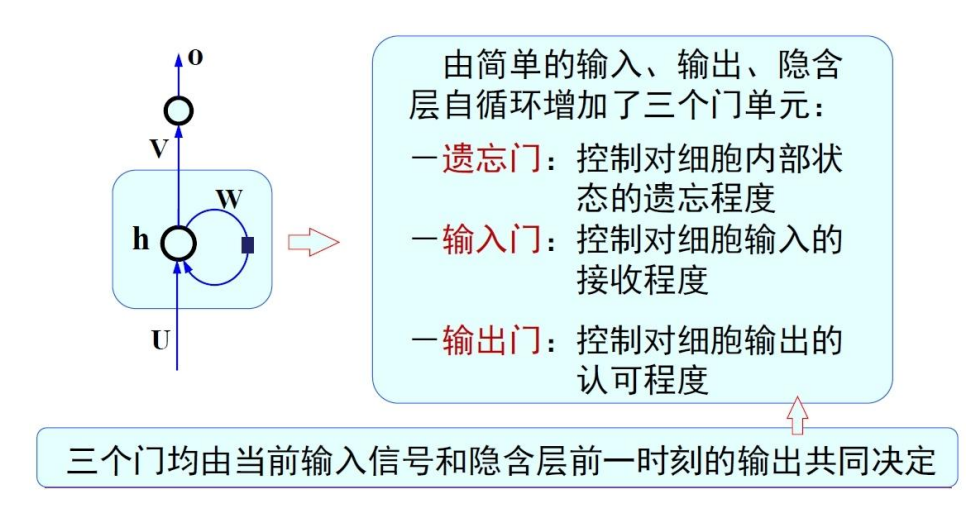 o
V
W
h
U
由简单的输入、输出、隐含
层自循环增加了三个门单元：
－遗忘门：控制对细胞内部状
态的遗忘程度
－输入门：控制对细胞输入的
接收程度
－输出门：控制对细胞输出的
认可程度
三个门均由当前输入信号和隐含层前一时刻的输出共同决定